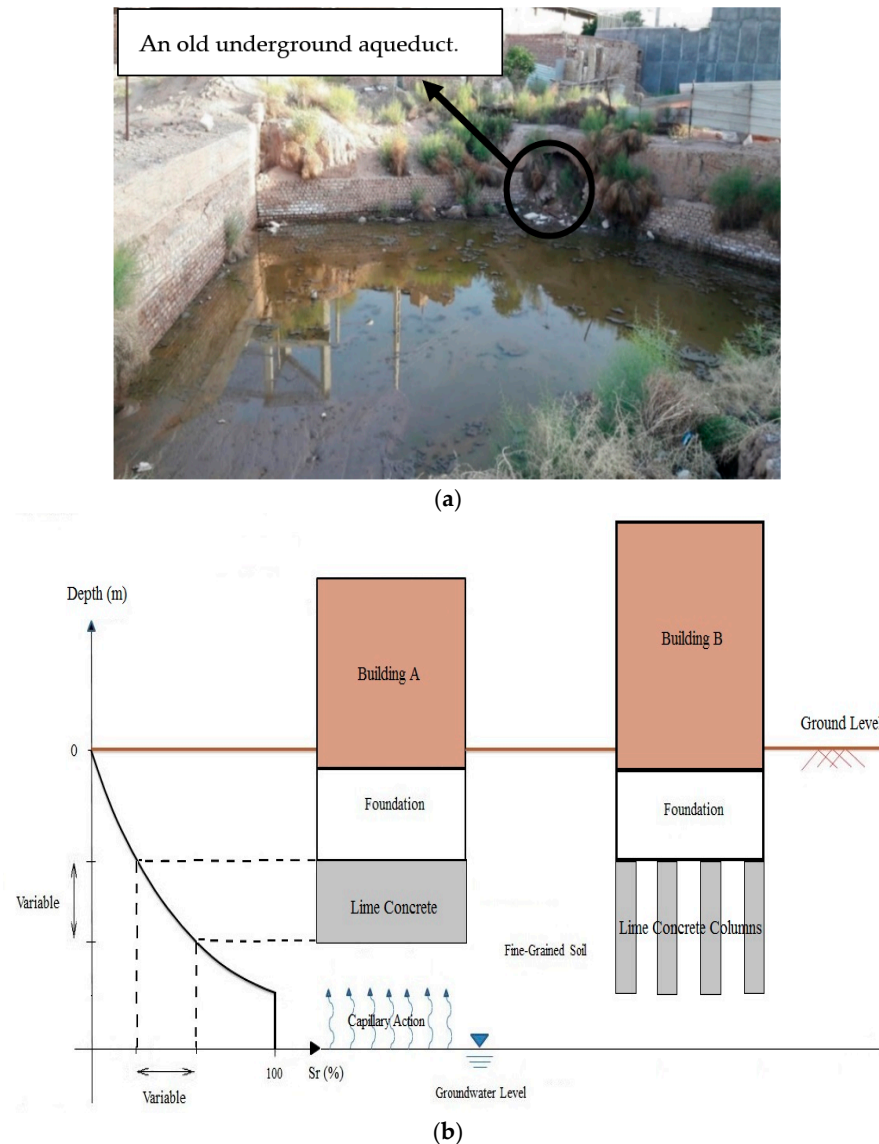 An old underground aqueduct.
(a)
Depth (m)
Building A
Building B
Ground Level
0
Foundation
Foundation
Variable
Lime Concrete
Lime Concrete Columns
Fine-Grained Soil
Capillary Action
100
Sr (%)
Groundwater Level
Variable
(b)